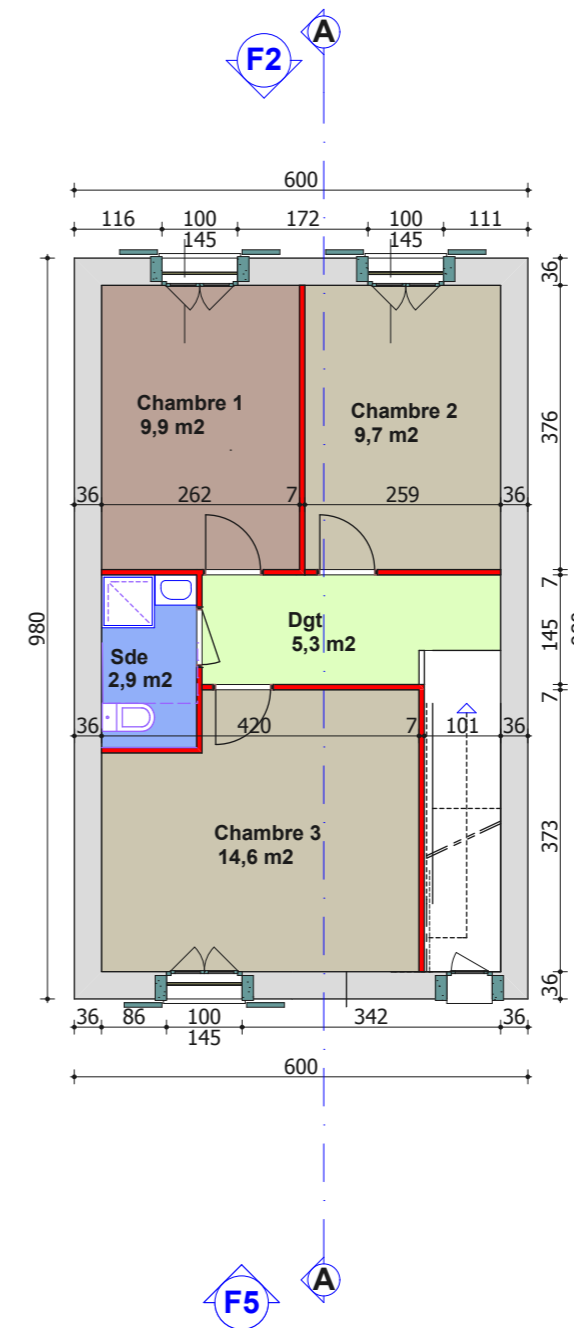 A
F2
600
116 100 172 100 111
145 145
36
Chambre 1
9,9 m2
Chambre 2
9,7 m2
376
36 262 7 259 36
980
7
Dgt
5,3 m2
145
Sde
2,9 m2
7
36 420 7 101 36
Chambre 3
14,6 m2
373
36
36 86 100 342 36
145
600
A
F5